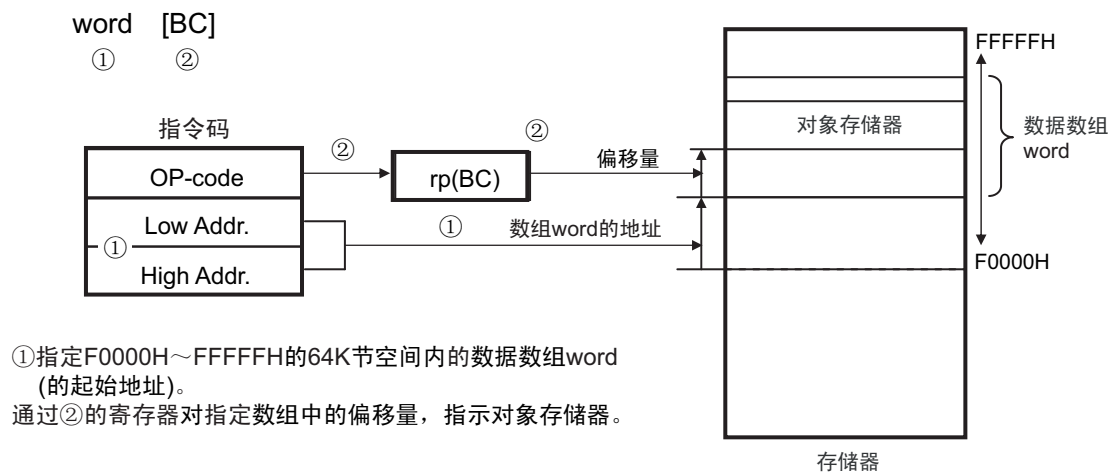 word [BC]
① ②
指令码
OP-code
Low Addr.
①
High Addr.
②
rp(BC)
②
偏移量
①
数组word的地址
FFFFFH
对象存储器
数据数组
word
F0000H
存储器
①指定F0000H～FFFFFH的64K节空间内的数据数组word
(的起始地址)。
通过②的寄存器对指定数组中的偏移量，指示对象存储器。